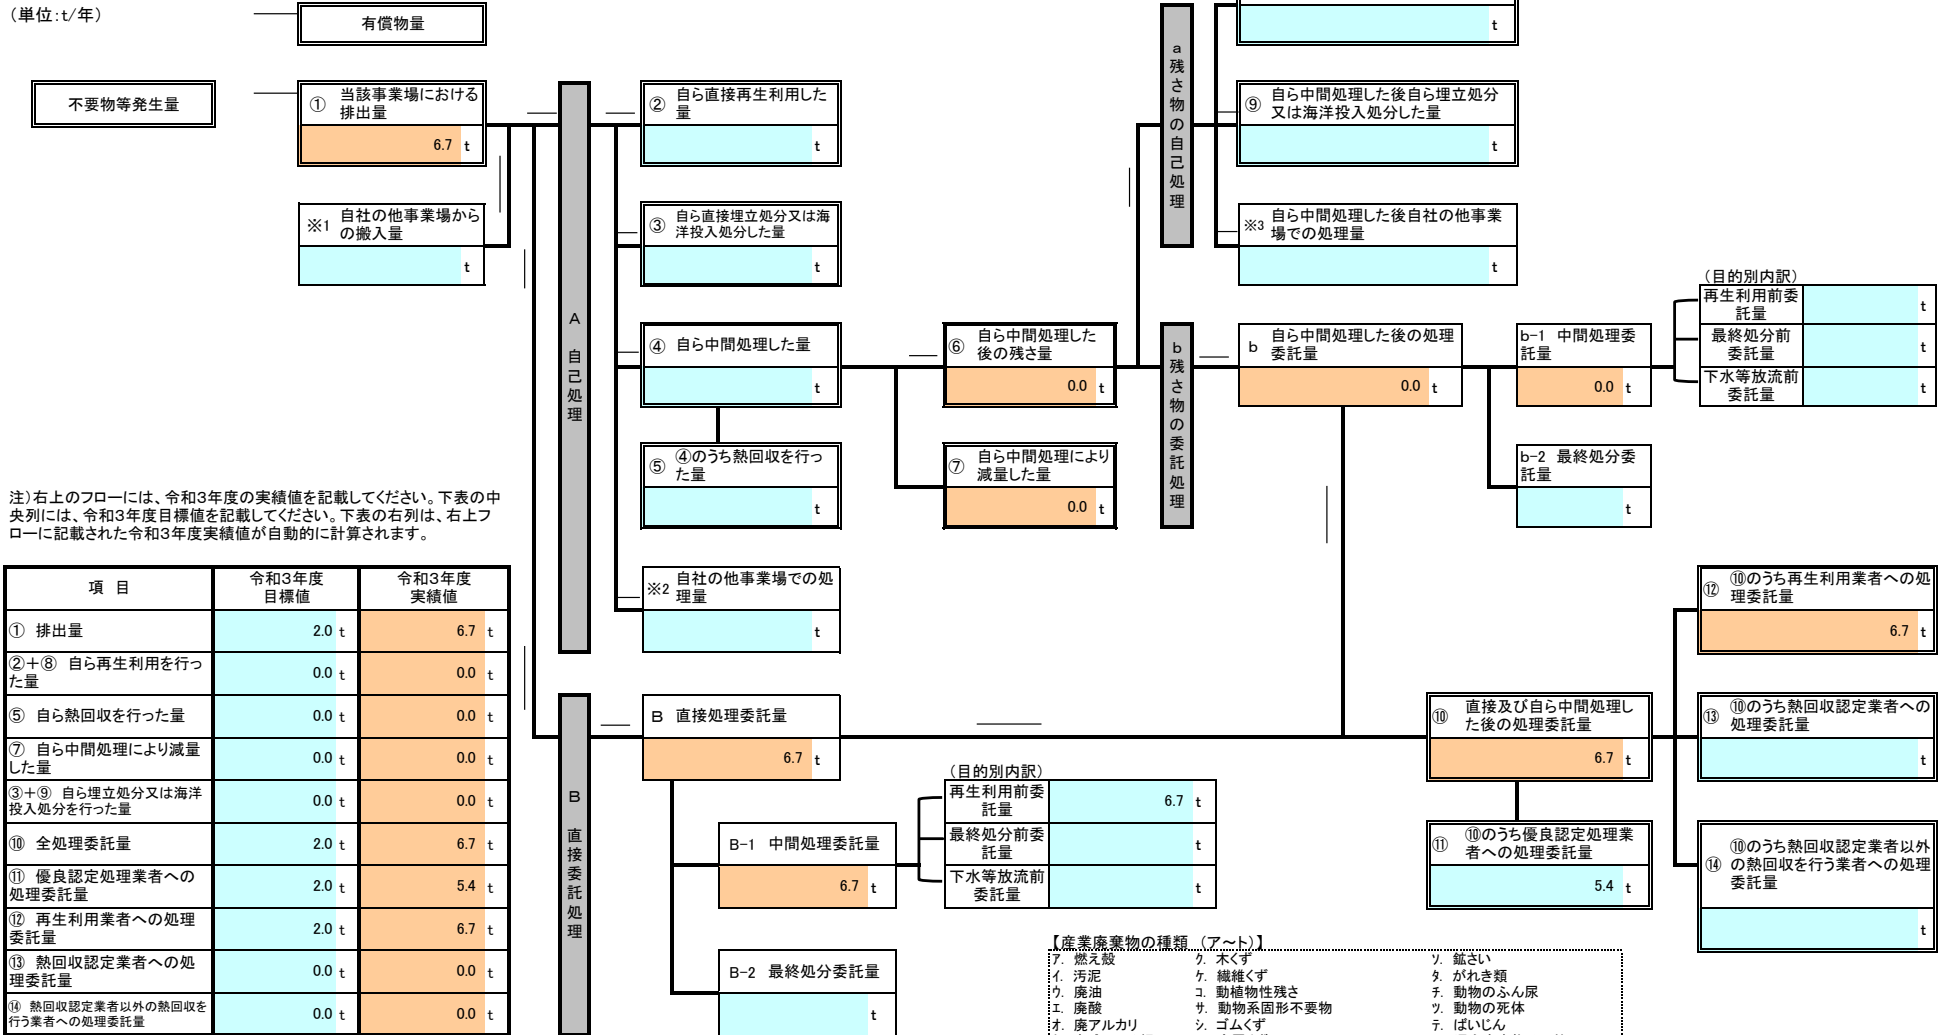 (単位:t/年)
有償物量
t
不要物等発生量
① 当該事業場における
排出量
6.7 t
※1 自社の他事業場から
の搬入量
t
A 自己処理
② 自ら直接再生利用した
量
t
③ 自ら直接埋立処分又は海
洋投入処分した量
t
④ 自ら中間処理した量
t
⑤ ④のうち熱回収を行っ
た量
t
※2 自社の他事業場での処
理量
t
⑥ 自ら中間処理した
後の残さ量
0.0 t
⑦ 自ら中間処理により
減量した量
0.0 t
a 残さ物の自己処理
⑨ 自ら中間処理した後自ら埋立処分
又は海洋投入処分した量
t
※3 自ら中間処理した後自社の他事業
場での処理量
t
b 残さ物の委託処理
b 自ら中間処理した後の処理
委託量
0.0 t
b-1 中間処理委
託量
0.0 t
b-2 最終処分委
託量
t
(目的別内訳)
再生利用前委
託量
t
最終処分前
委託量
t
下水等放流前
委託量
t
注)右上のフローには、令和3年度の実績値を記載してください。下表の中
央列には、令和3年度目標値を記載してください。下表の右列は、右上フ
ローに記載された令和3年度実績値が自動的に計算されます。
項 目 令和3年度 目標値 令和3年度 実績値
① 排出量 2.0 t 6.7 t
②+⑧ 自ら再生利用を行っ
た量 0.0 t 0.0 t
⑤ 自ら熱回収を行った量 0.0 t 0.0 t
⑦ 自ら中間処理により減量
した量 0.0 t 0.0 t
③+⑨ 自ら埋立処分又は海洋
投入処分を行った量 0.0 t 0.0 t
⑩ 全処理委託量 2.0 t 6.7 t
⑪ 優良認定処理業者への
処理委託量 2.0 t 5.4 t
⑫ 再生利用業者への処理
委託量 2.0 t 6.7 t
⑬ 熱回収認定業者への処
理委託量 0.0 t 0.0 t
⑭ 熱回収認定業者以外の熱回収を
行う業者への処理委託量 0.0 t 0.0 t
B 直接委託処理
B 直接処理委託量
6.7 t
B-1 中間処理委託量
6.7 t
B-2 最終処分委託量
t
(目的別内訳)
再生利用前委
託量
6.7 t
最終処分前委
託量
t
下水等放流前
委託量
t
⑩ 直接及び自ら中間処理し
た後の処理委託量
6.7 t
⑪ ⑩のうち優良認定処理業
者への処理委託量
5.4 t
⑫ ⑩のうち再生利用業者への処
理委託量
6.7 t
⑬ ⑩のうち熱回収認定業者への
処理委託量
t
⑭ ⑩のうち熱回収認定業者以外
の熱回収を行う業者への処理
委託量
t
【産業廃棄物の種類 (ア~ト)】
ア. 燃え殻 ク. 木くず ソ. 鉱さい
イ. 汚泥 ケ. 繊維くず タ. がれき類
ウ. 廃油 コ. 動植物性残さ チ. 動物のふん尿
エ. 廃酸 サ. 動物系固形不要物 ツ. 動物の死体
オ. 廃アルカリ シ. ゴムくず テ. ばいじん